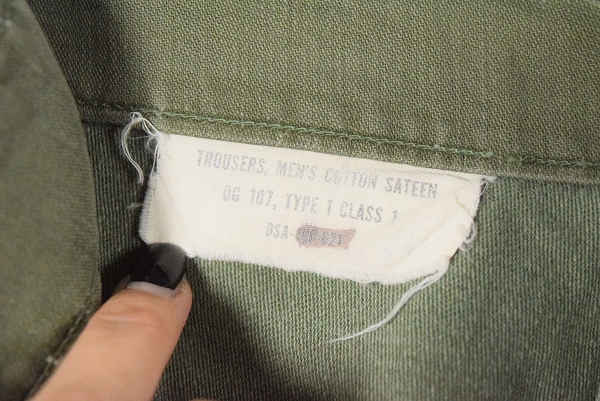 TROUSERS, MEN'S COTTON SATEEN
OG 107, TYPE 1 CLASS 1
DSA-